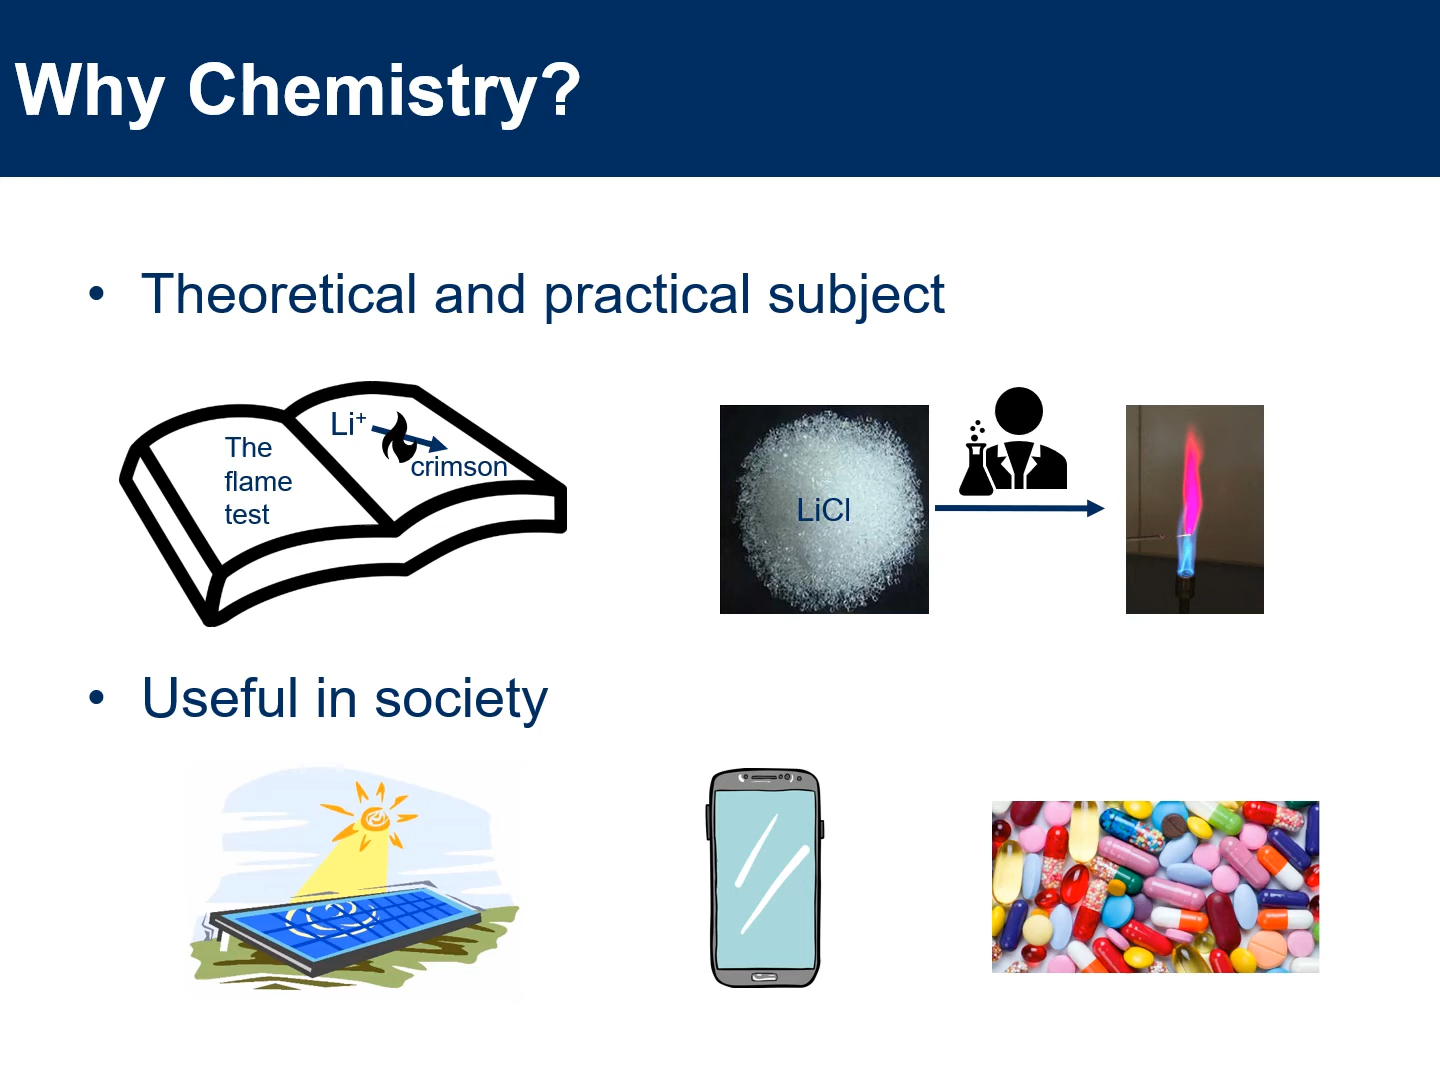 Why Chemistry?
• Theoretical and practical subject
The
flame
test
Li⁺
crimson
LiCl
• Useful in society